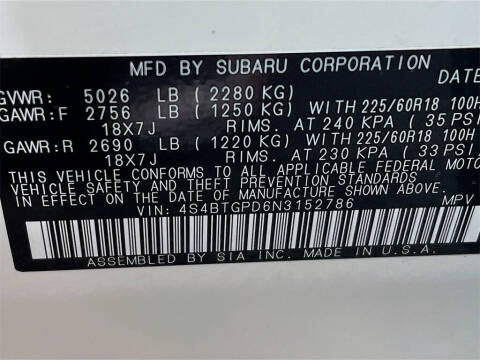 MFD BY SUBARU CORPORATION DATE
GVWR: 5026 LB (2280 KG)
GAWR:F 2756 LB (1250 KG) WITH 225/60R18 100H
18X7J RIMS. AT 240 KPA (35 PSI
GAWR:R 2690 LB (1220 KG) WITH 225/60R18 100H
18X7J RIMS. AT 230 KPA (33 PSI)
THIS VEHICLE CONFORMS TO ALL APPLICABLE FEDERAL MOTO
VEHICLE SAFETY AND THEFT PREVENTION STANDARDS
IN EFFECT ON THE DATE OF MANUFACTURE SHOWN ABOVE.
VIN: 4S4BTGPD6N3152786 MPV
ASSEMBLED BY SIA INC. MADE IN U.S.A.